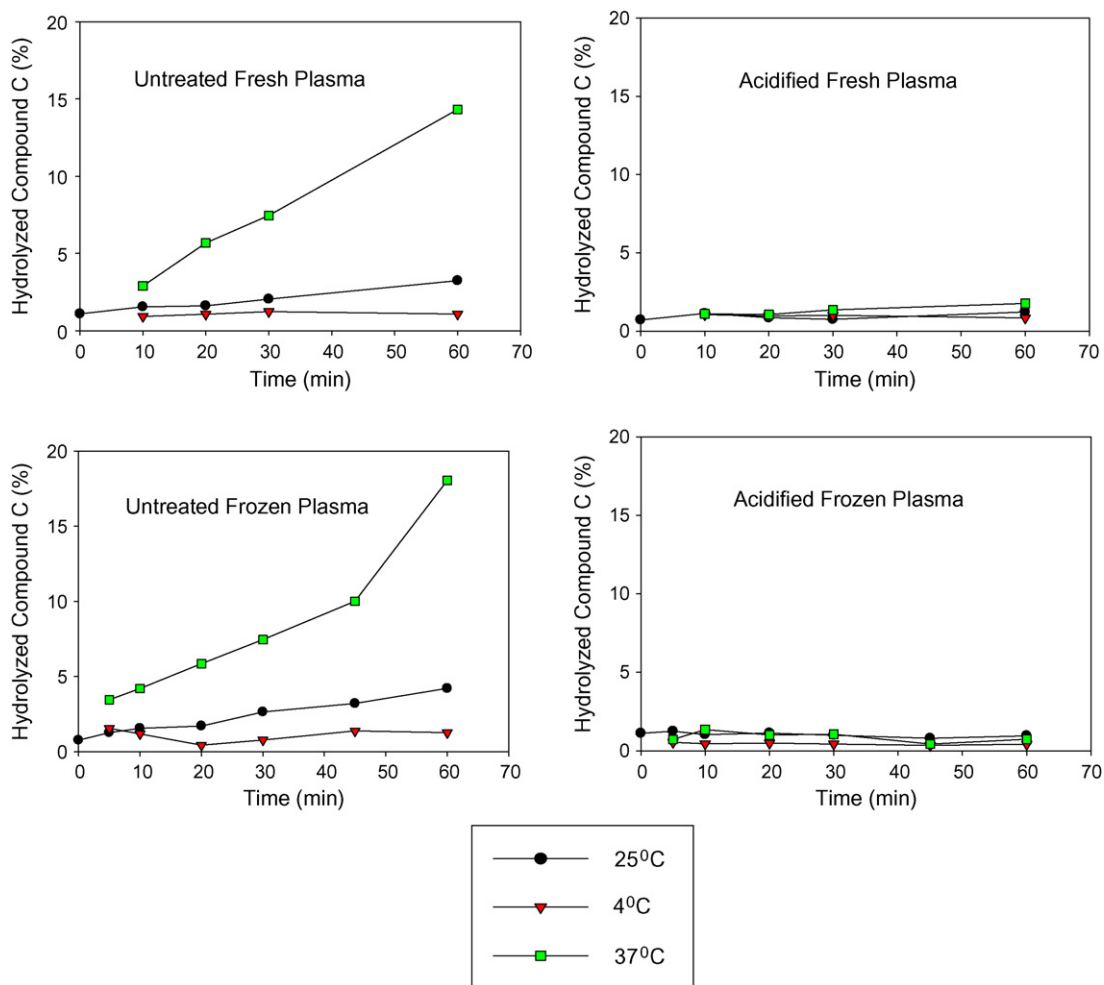 Untreated Fresh Plasma
Hydrolyzed Compound C (%)
20
15
10
5
0
0 10 20 30 40 50 60 70
Time (min)
Acidified Fresh Plasma
Hydrolyzed Compound C (%)
20
15
10
5
0
0 10 20 30 40 50 60 70
Time (min)
Untreated Frozen Plasma
Hydrolyzed Compound C (%)
20
15
10
5
0
0 10 20 30 40 50 60 70
Time (min)
Acidified Frozen Plasma
Hydrolyzed Compound C (%)
20
15
10
5
0
0 10 20 30 40 50 60 70
Time (min)
25⁰C
4⁰C
37⁰C